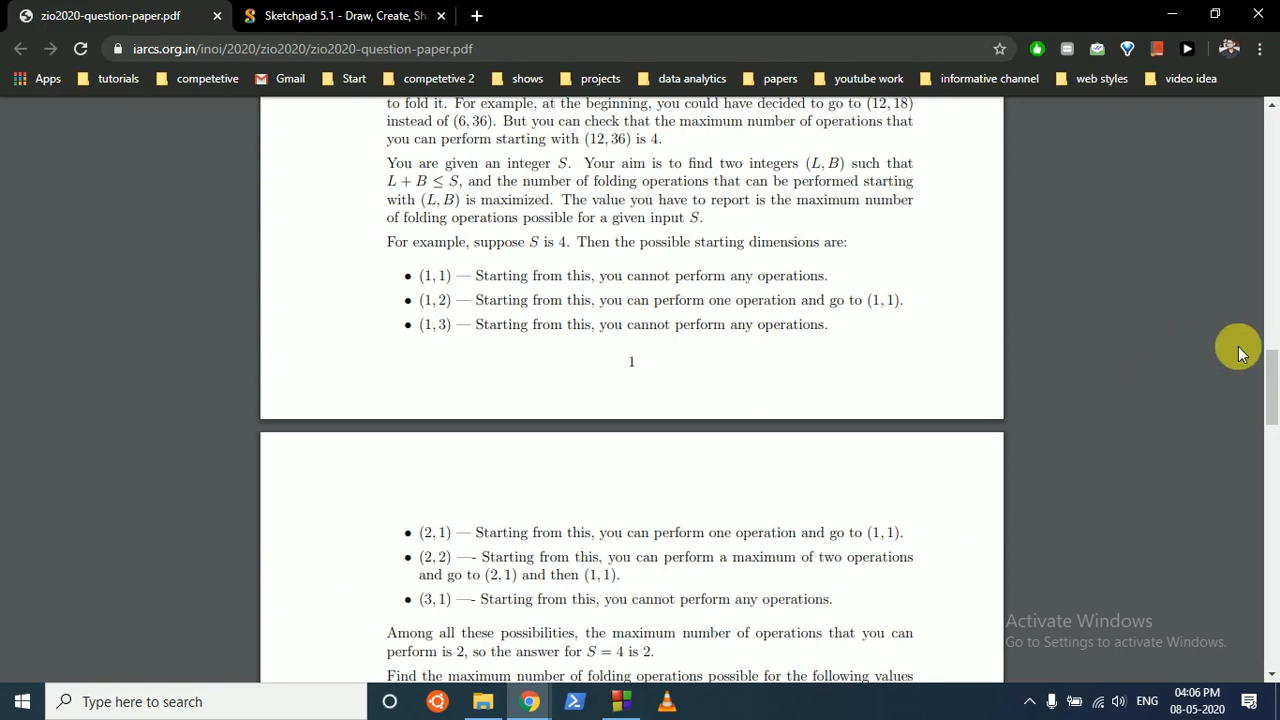 zio2020-question-paper.pdf
Sketchpad 5.1 - Draw, Create, Sh
iarcs.org.in/inoi/2020/zio2020/zio2020-question-paper.pdf
Apps tutorials competetive Gmail Start competetive 2 shows projects data analytics papers youtube work informative channel web styles video idea
to fold it. For example, at the beginning, you could have decided to go to (12, 18)
instead of (6, 36). But you can check that the maximum number of operations that
you can perform starting with (12, 36) is 4.
You are given an integer S. Your aim is to find two integers (L, B) such that
L + B ≤ S, and the number of folding operations that can be performed starting
with (L, B) is maximized. The value you have to report is the maximum number
of folding operations possible for a given input S.
For example, suppose S is 4. Then the possible starting dimensions are:
• (1, 1) — Starting from this, you cannot perform any operations.
• (1, 2) — Starting from this, you can perform one operation and go to (1, 1).
• (1, 3) — Starting from this, you cannot perform any operations.
1
• (2, 1) — Starting from this, you can perform one operation and go to (1, 1).
• (2, 2) —- Starting from this, you can perform a maximum of two operations
and go to (2, 1) and then (1, 1).
• (3, 1) —- Starting from this, you cannot perform any operations.
Among all these possibilities, the maximum number of operations that you can
perform is 2, so the answer for S = 4 is 2.
Find the maximum number of folding operations possible for the following values
Activate Windows
Go to Settings to activate Windows.
Type here to search
ENG
04:06 PM
08-05-2020